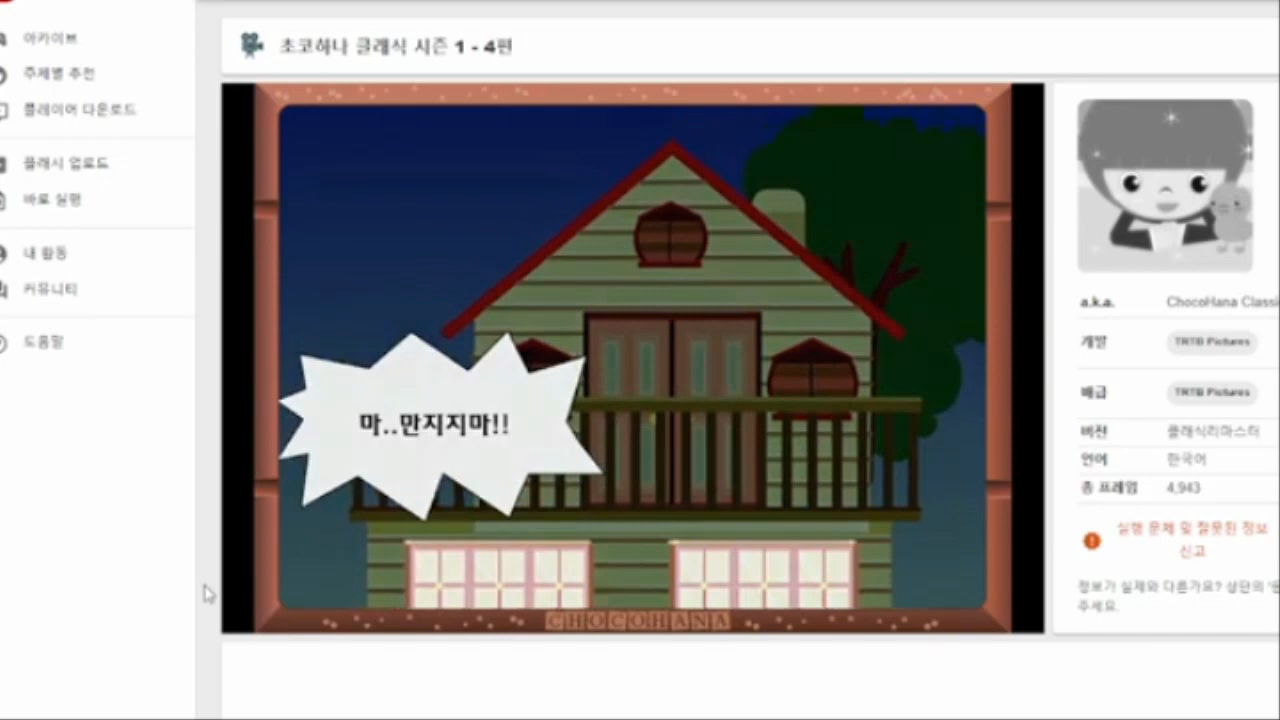 아카이브
주제별 추천
플레이어 다운로드
플래시 업로드
바로 실행
내 활동
커뮤니티
도움말
초코하나 클래식 시즌 1 - 4편
마..만지지마!!
CHOCOHANA
a.k.a. ChocoHana Classi
개발 TRTB Pictures
배급 TRTB Pictures
버전 클래식리마스터
언어 한국어
총 프레임 4,943
실행 문제 및 잘못된 정보
신고
정보가 실제와 다른가요? 상단의
주세요.